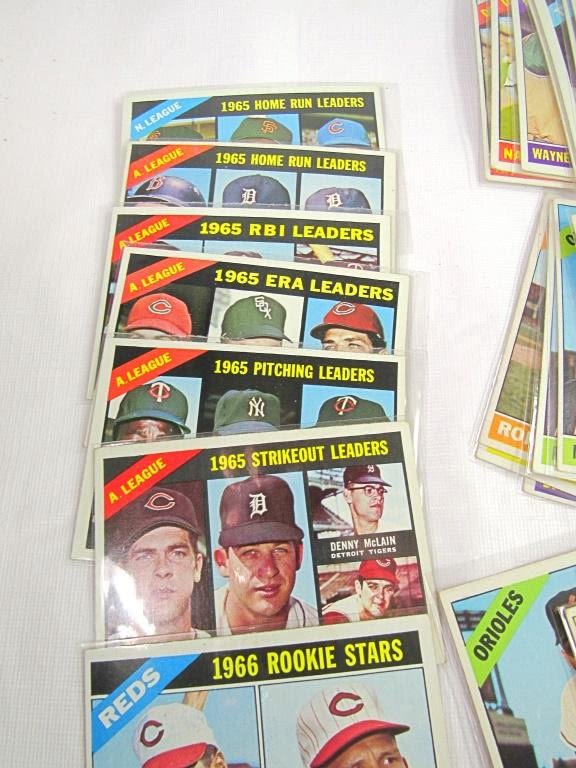 N. LEAGUE
1965 HOME RUN LEADERS
A. LEAGUE
1965 HOME RUN LEADERS
A. LEAGUE
1965 RBI LEADERS
A. LEAGUE
1965 ERA LEADERS
A. LEAGUE
1965 PITCHING LEADERS
A. LEAGUE
1965 STRIKEOUT LEADERS
DENNY McLAIN
DETROIT TIGERS
REDS
1966 ROOKIE STARS
WAYNE
ORIOLES